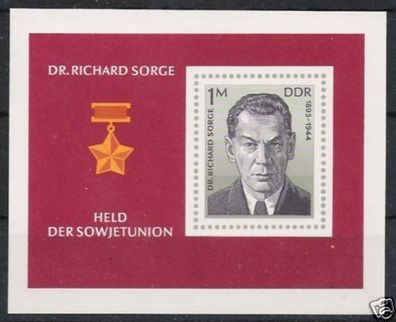 DR. RICHARD SORGE
HELD
DER SOWJETUNION
1M
DDR
DR. RICHARD SORGE
1895-1944